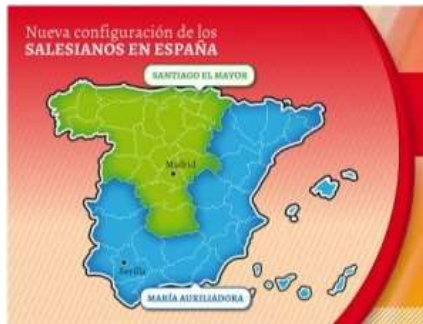 Nueva configuración de los
SALESIANOS EN ESPAÑA
SANTIAGO EL MAYOR
Madrid
Sevilla
MARÍA AUXILIADORA